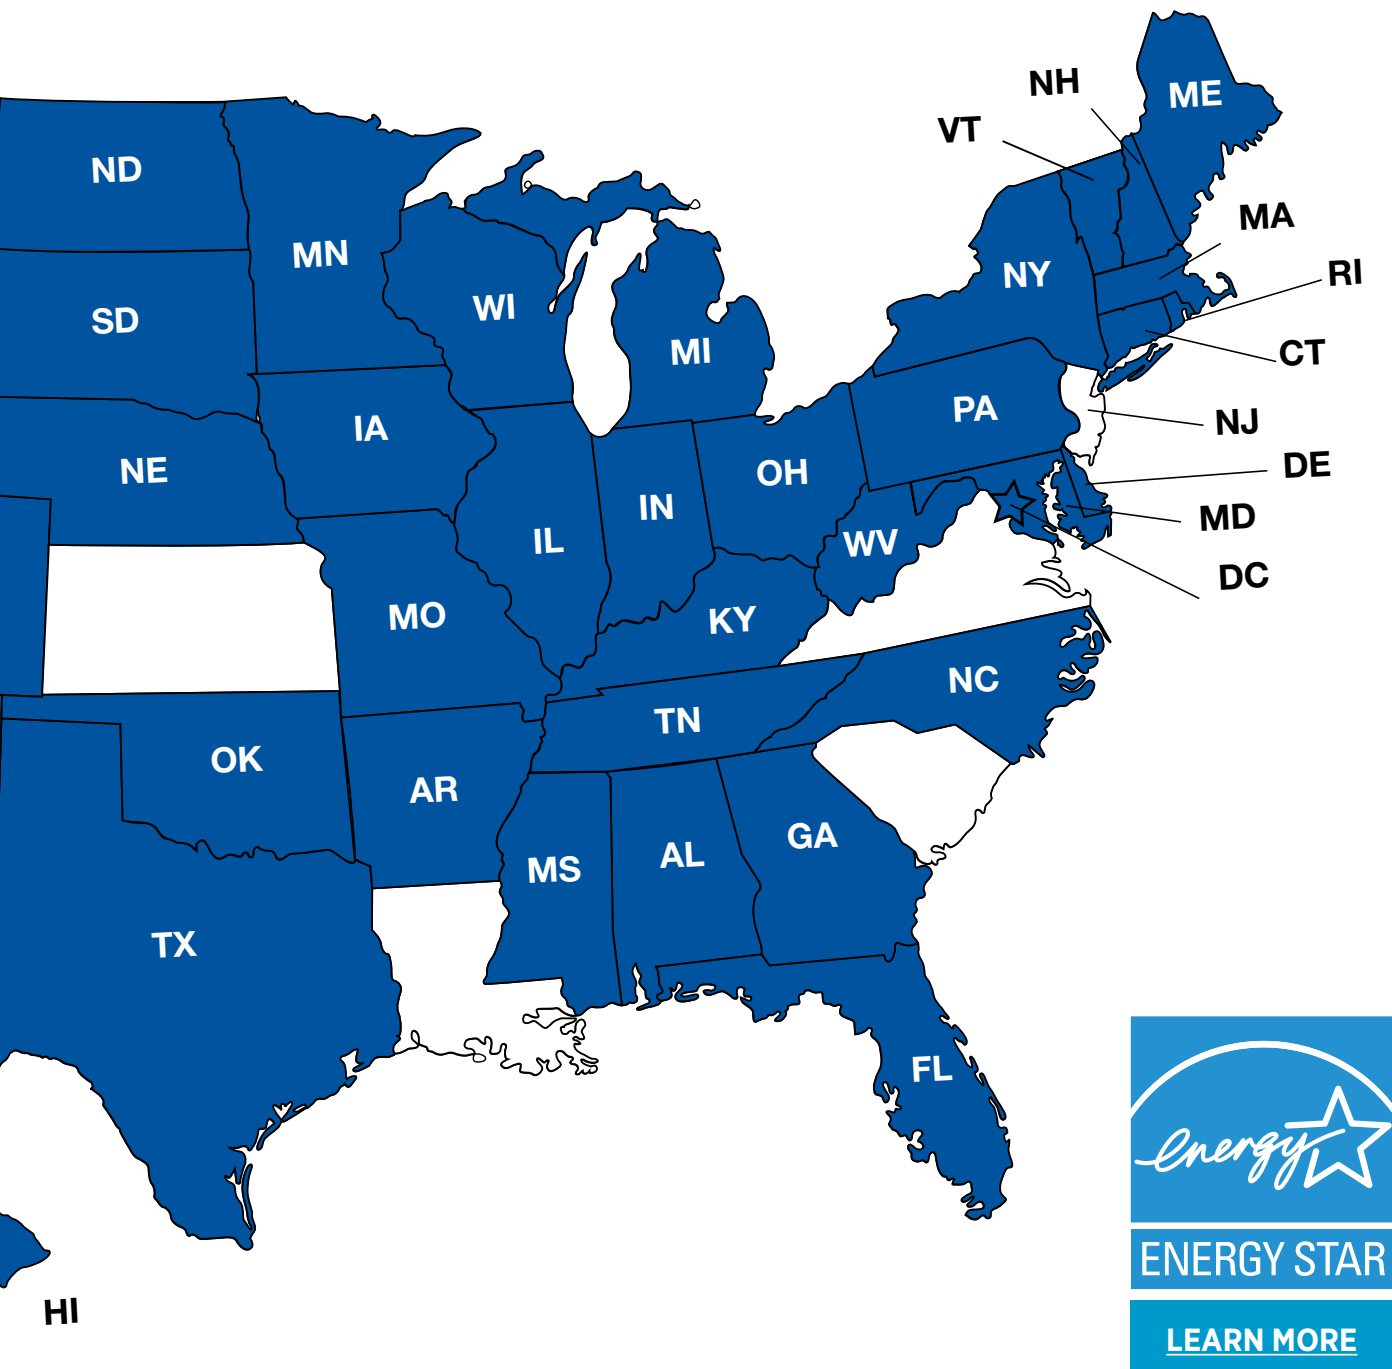 ME
NH
VT
ND
MA
MN
RI
NY
WI
SD
MI
CT
PA
NJ
IA
DE
NE
OH
IN
MD
IL
WV
DC
MO
KY
NC
TN
OK
AR
GA
AL
MS
TX
FL
energy
ENERGY STAR
HI
LEARN MORE